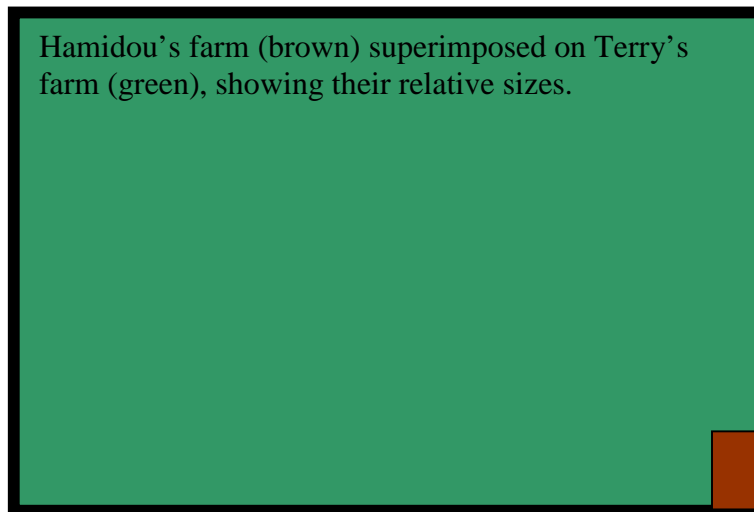 Hamidou’s farm (brown) superimposed on Terry’s
farm (green), showing their relative sizes.